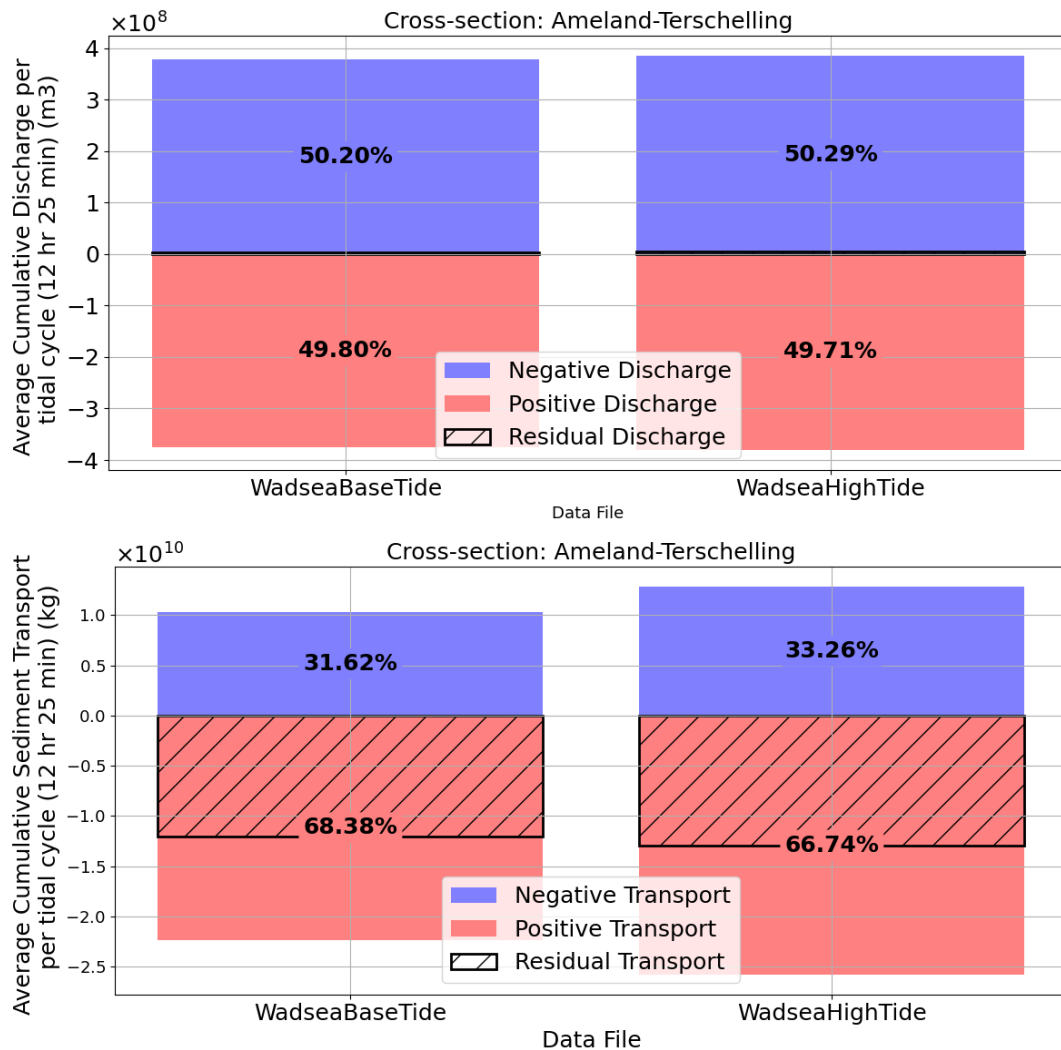 ×10⁸
Cross-section: Ameland-Terschelling
Average Cumulative Discharge per
tidal cycle (12 hr 25 min) (m3)
4
3
2
1
0
−1
−2
−3
−4
50.20%
50.29%
49.80%
49.71%
Negative Discharge
Positive Discharge
Residual Discharge
WadseaBaseTide
WadseaHighTide
Data File
×10¹⁰
Cross-section: Ameland-Terschelling
Average Cumulative Sediment Transport
per tidal cycle (12 hr 25 min) (kg)
1.0
0.5
0.0
−0.5
−1.0
−1.5
−2.0
−2.5
31.62%
33.26%
68.38%
66.74%
Negative Transport
Positive Transport
Residual Transport
WadseaBaseTide
WadseaHighTide
Data File